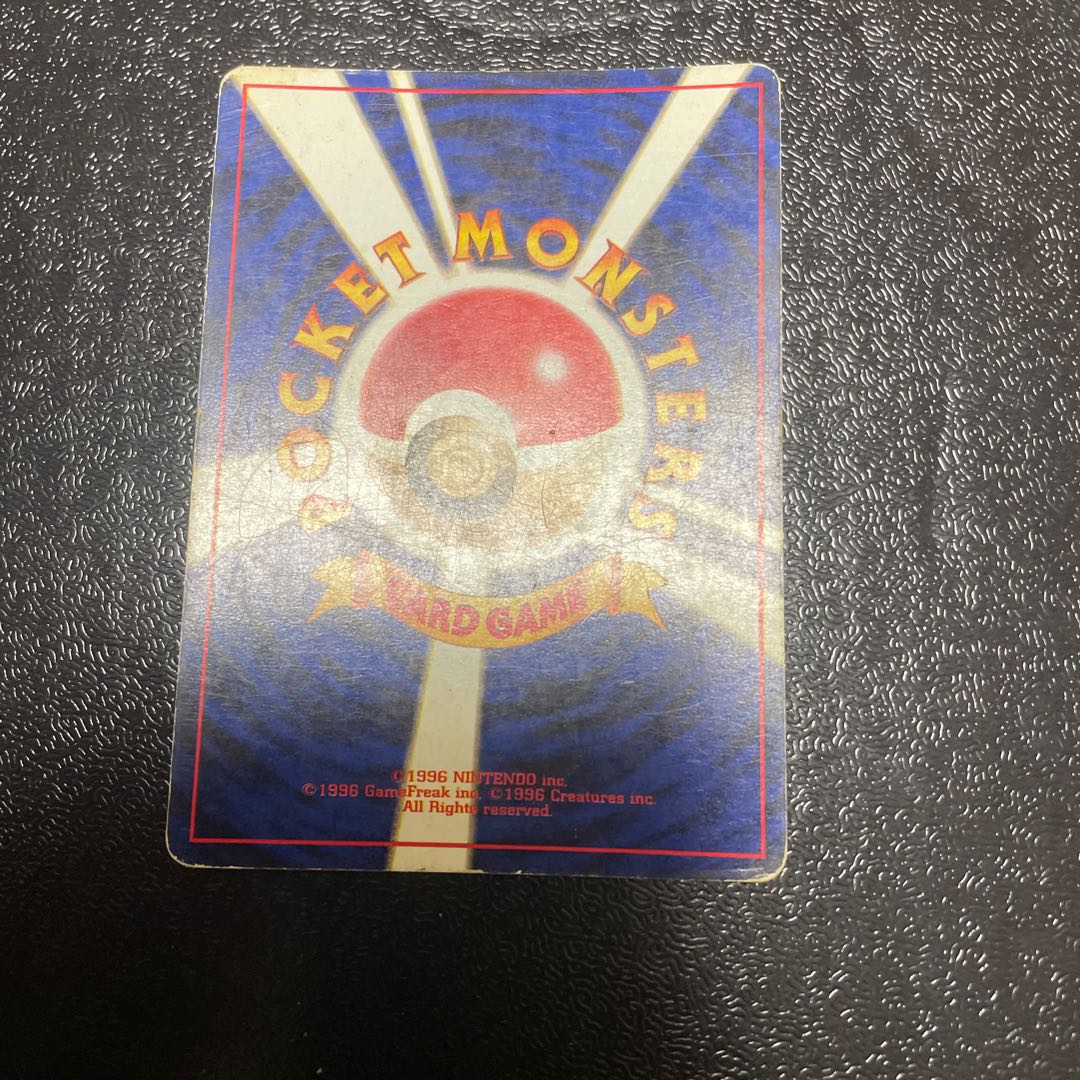 POCKET MONSTERS
CARD GAME
©1996 NINTENDO inc.
©1996 GameFreak inc. ©1996 Creatures inc.
All Rights reserved.